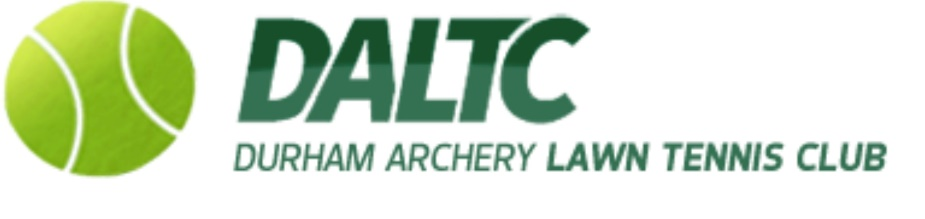 DALTC
DURHAM ARCHERY LAWN TENNIS CLUB